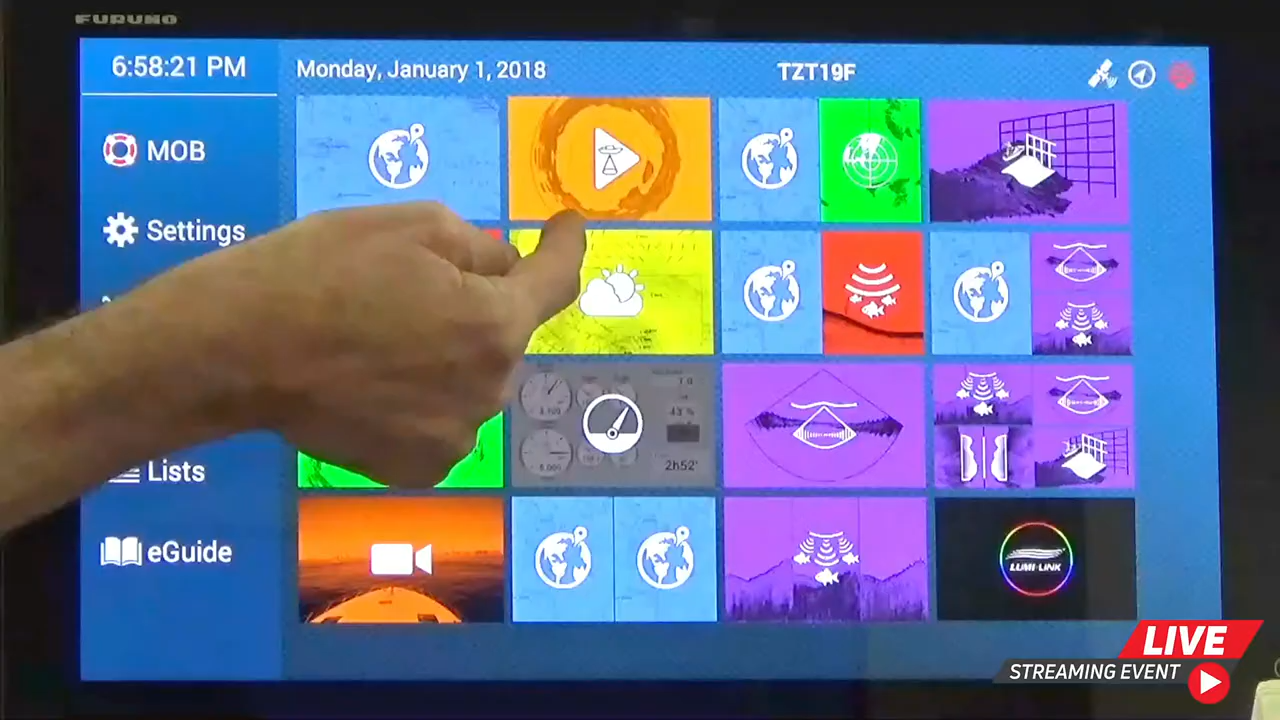 FURUNO
6:58:21 PM
Monday, January 1, 2018
TZT19F
MOB
Settings
Lists
eGuide
43 %
2h52'
LUMI-LINK
LIVE
STREAMING EVENT